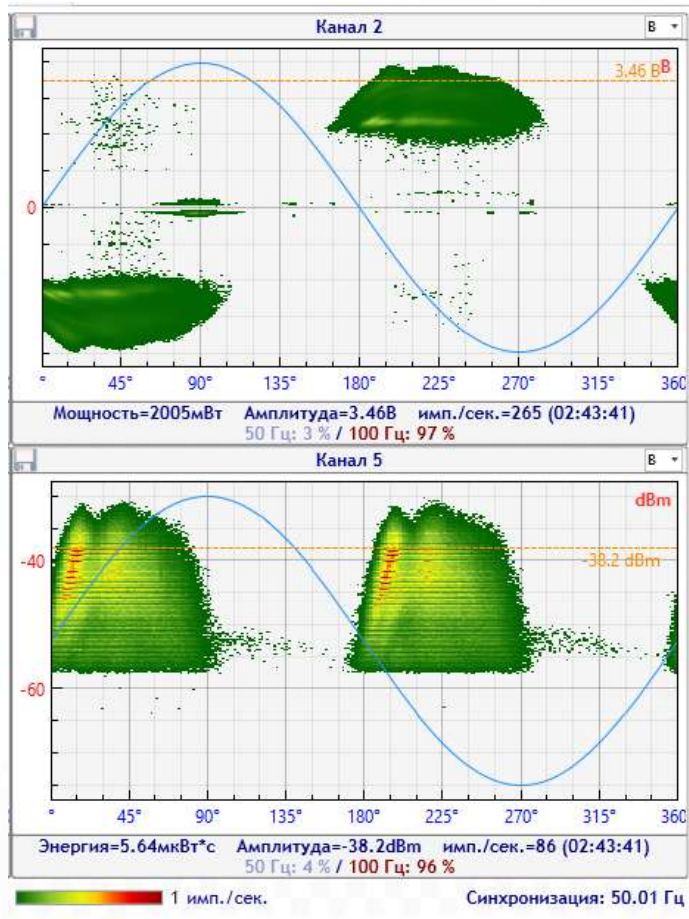 Канал 2
В
3.46 В В
0
° 45° 90° 135° 180° 225° 270° 315° 360
Мощность=2005мВт Амплитуда=3.46В имп./сек.=265 (02:43:41)
50 Гц: 3 % / 100 Гц: 97 %
Канал 5
В
dBm
-38.2 dBm
-40
-60
° 45° 90° 135° 180° 225° 270° 315° 360
Энергия=5.64мкВт*с Амплитуда=-38.2dBm имп./сек.=86 (02:43:41)
50 Гц: 4 % / 100 Гц: 96 %
1 имп./сек. Синхронизация: 50.01 Гц